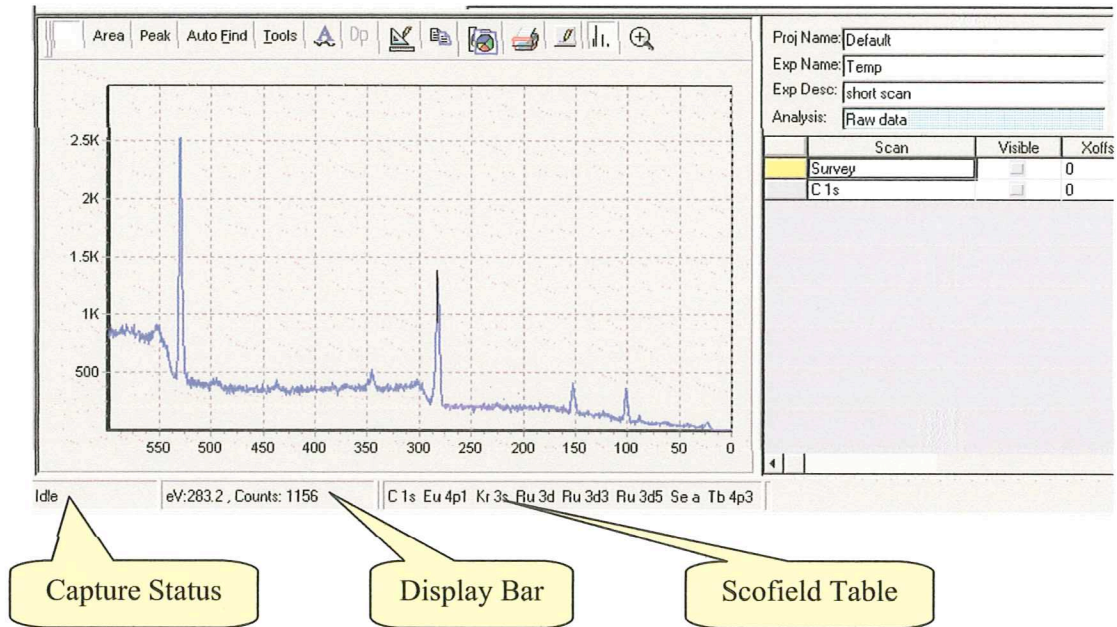 Area Peak Auto Find Tools A Dp
Proj Name: Default
Exp Name: Temp
Exp Desc: short scan
Analysis: Raw data
Scan Visible Xoffs
Survey 0
C 1s 0
2.5K
2K
1.5K
1K
500
550 500 450 400 350 300 250 200 150 100 50 0
Idle eV:283.2 , Counts: 1156 C 1s Eu 4p1 Kr 3s Ru 3d Ru 3d3 Ru 3d5 Se a Tb 4p3
Capture Status Display Bar Scofield Table